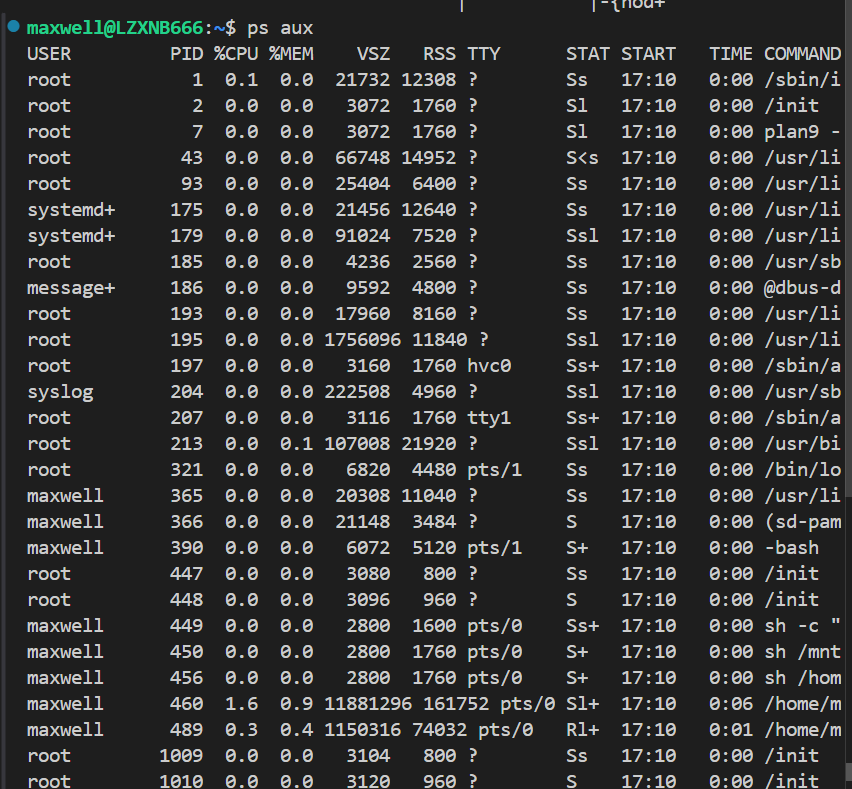 |-{nod+
maxwell@LZXNB666:~$ ps aux
USER PID %CPU %MEM VSZ RSS TTY STAT START TIME COMMAND
root 1 0.1 0.0 21732 12308 ? Ss 17:10 0:00 /sbin/i
root 2 0.0 0.0 3072 1760 ? Sl 17:10 0:00 /init
root 7 0.0 0.0 3072 1760 ? Sl 17:10 0:00 plan9 -
root 43 0.0 0.0 66748 14952 ? S<s 17:10 0:00 /usr/li
root 93 0.0 0.0 25404 6400 ? Ss 17:10 0:00 /usr/li
systemd+ 175 0.0 0.0 21456 12640 ? Ss 17:10 0:00 /usr/li
systemd+ 179 0.0 0.0 91024 7520 ? Ssl 17:10 0:00 /usr/li
root 185 0.0 0.0 4236 2560 ? Ss 17:10 0:00 /usr/sb
message+ 186 0.0 0.0 9592 4800 ? Ss 17:10 0:00 @dbus-d
root 193 0.0 0.0 17960 8160 ? Ss 17:10 0:00 /usr/li
root 195 0.0 0.0 1756096 11840 ? Ssl 17:10 0:00 /usr/li
root 197 0.0 0.0 3160 1760 hvc0 Ss+ 17:10 0:00 /sbin/a
syslog 204 0.0 0.0 222508 4960 ? Ssl 17:10 0:00 /usr/sb
root 207 0.0 0.0 3116 1760 tty1 Ss+ 17:10 0:00 /sbin/a
root 213 0.0 0.1 107008 21920 ? Ssl 17:10 0:00 /usr/bi
root 321 0.0 0.0 6820 4480 pts/1 Ss 17:10 0:00 /bin/lo
maxwell 365 0.0 0.0 20308 11040 ? Ss 17:10 0:00 /usr/li
maxwell 366 0.0 0.0 21148 3484 ? S 17:10 0:00 (sd-pam
maxwell 390 0.0 0.0 6072 5120 pts/1 S+ 17:10 0:00 -bash
root 447 0.0 0.0 3080 800 ? Ss 17:10 0:00 /init
root 448 0.0 0.0 3096 960 ? S 17:10 0:00 /init
maxwell 449 0.0 0.0 2800 1600 pts/0 Ss+ 17:10 0:00 sh -c "
maxwell 450 0.0 0.0 2800 1760 pts/0 S+ 17:10 0:00 sh /mnt
maxwell 456 0.0 0.0 2800 1760 pts/0 S+ 17:10 0:00 sh /hom
maxwell 460 1.6 0.9 11881296 161752 pts/0 Sl+ 17:10 0:06 /home/m
maxwell 489 0.3 0.4 1150316 74032 pts/0 Rl+ 17:10 0:01 /home/m
root 1009 0.0 0.0 3104 800 ? Ss 17:10 0:00 /init
root 1010 0.0 0.0 3120 960 ? S 17:10 0:00 /init